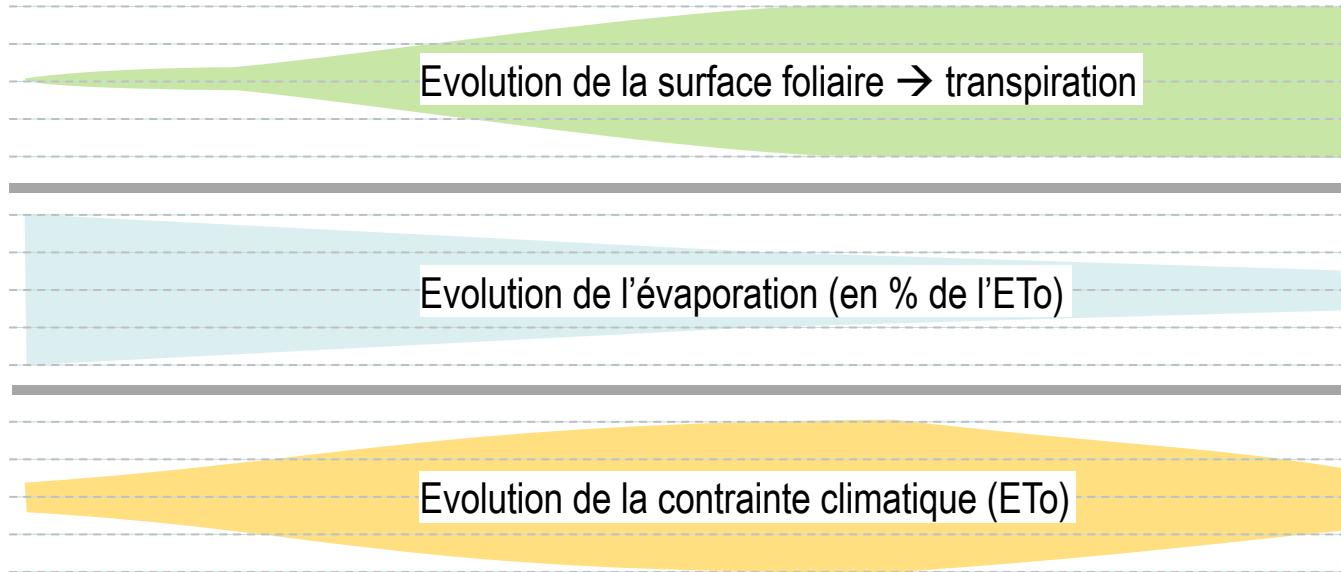 Evolution de la surface foliaire → transpiration
Evolution de l’évaporation (en % de l’ETo)
Evolution de la contrainte climatique (ETo)